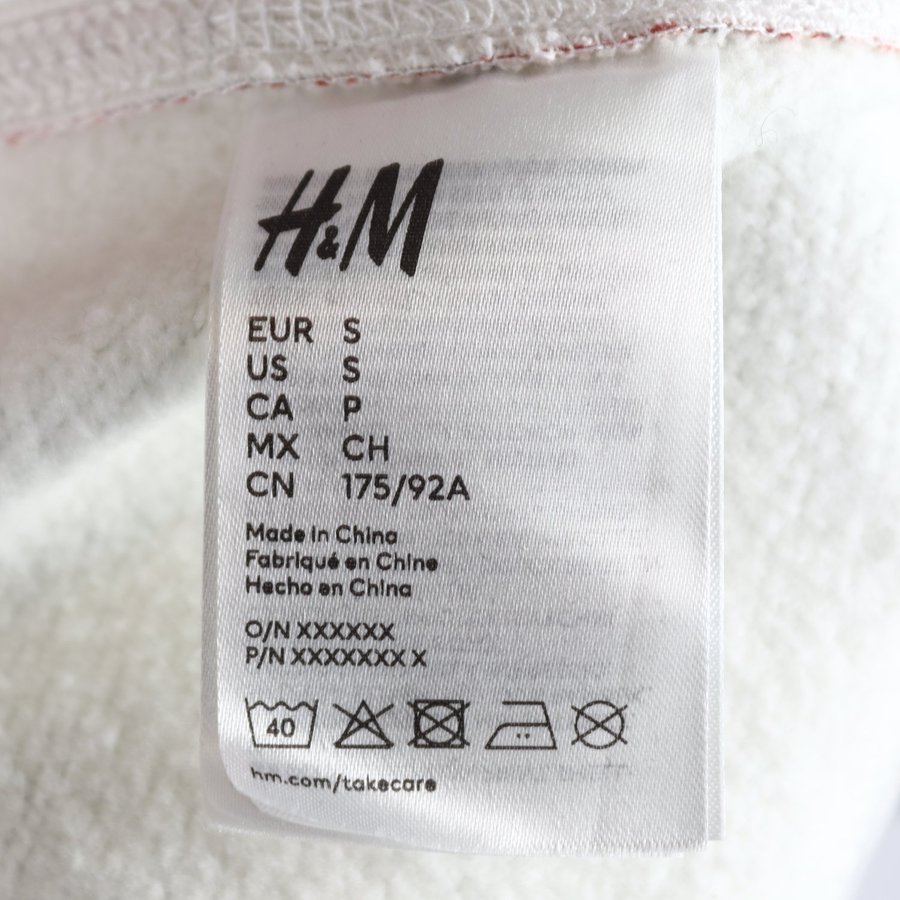 H&M
EUR S
US S
CA P
MX CH
CN 175/92A
Made in China
Fabriqué en Chine
Hecho en China
O/N XXXXXX
P/N XXXXXXX X
40
hm.com/takecare